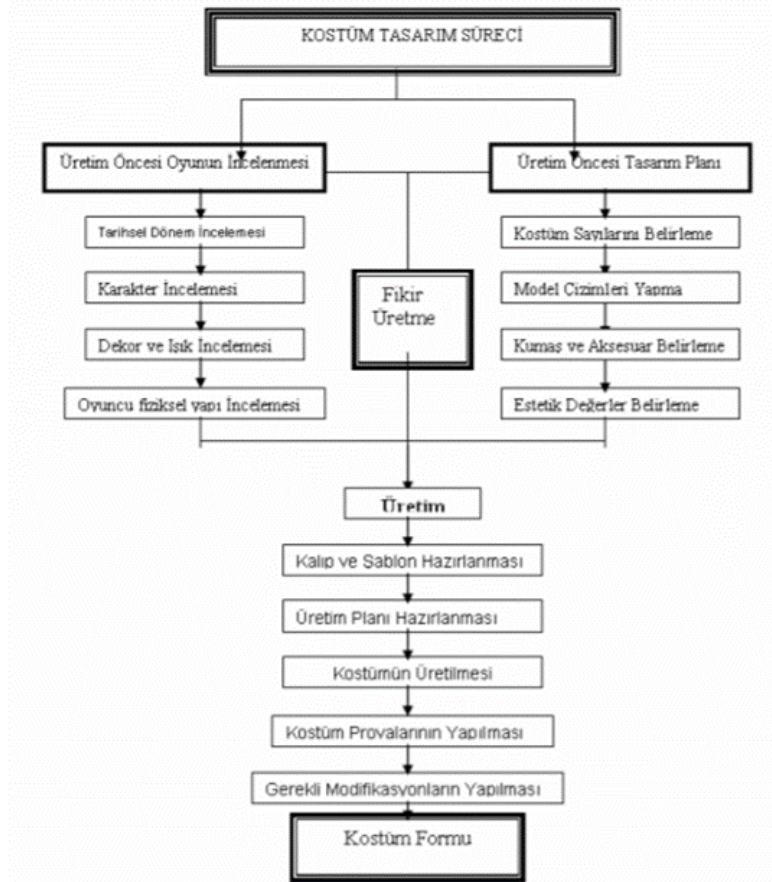 KOSTÜM TASARIM SÜRECİ
Üretim Öncesi Oyunun İncelenmesi
Üretim Öncesi Tasarım Planı
Tarihsel Dönem İncelemesi
Karakter İncelemesi
Dekor ve Işık İncelemesi
Oyuncu fiziksel yapı İncelemesi
Fikir
Üretme
Kostüm Sayılarını Belirleme
Model Çizimleri Yapma
Kumaş ve Aksesuar Belirleme
Estetik Değerler Belirleme
Üretim
Kalıp ve Şablon Hazırlanması
Üretim Planı Hazırlanması
Kostümün Üretilmesi
Kostüm Provalarının Yapılması
Gerekli Modifikasyonların Yapılması
Kostüm Formu